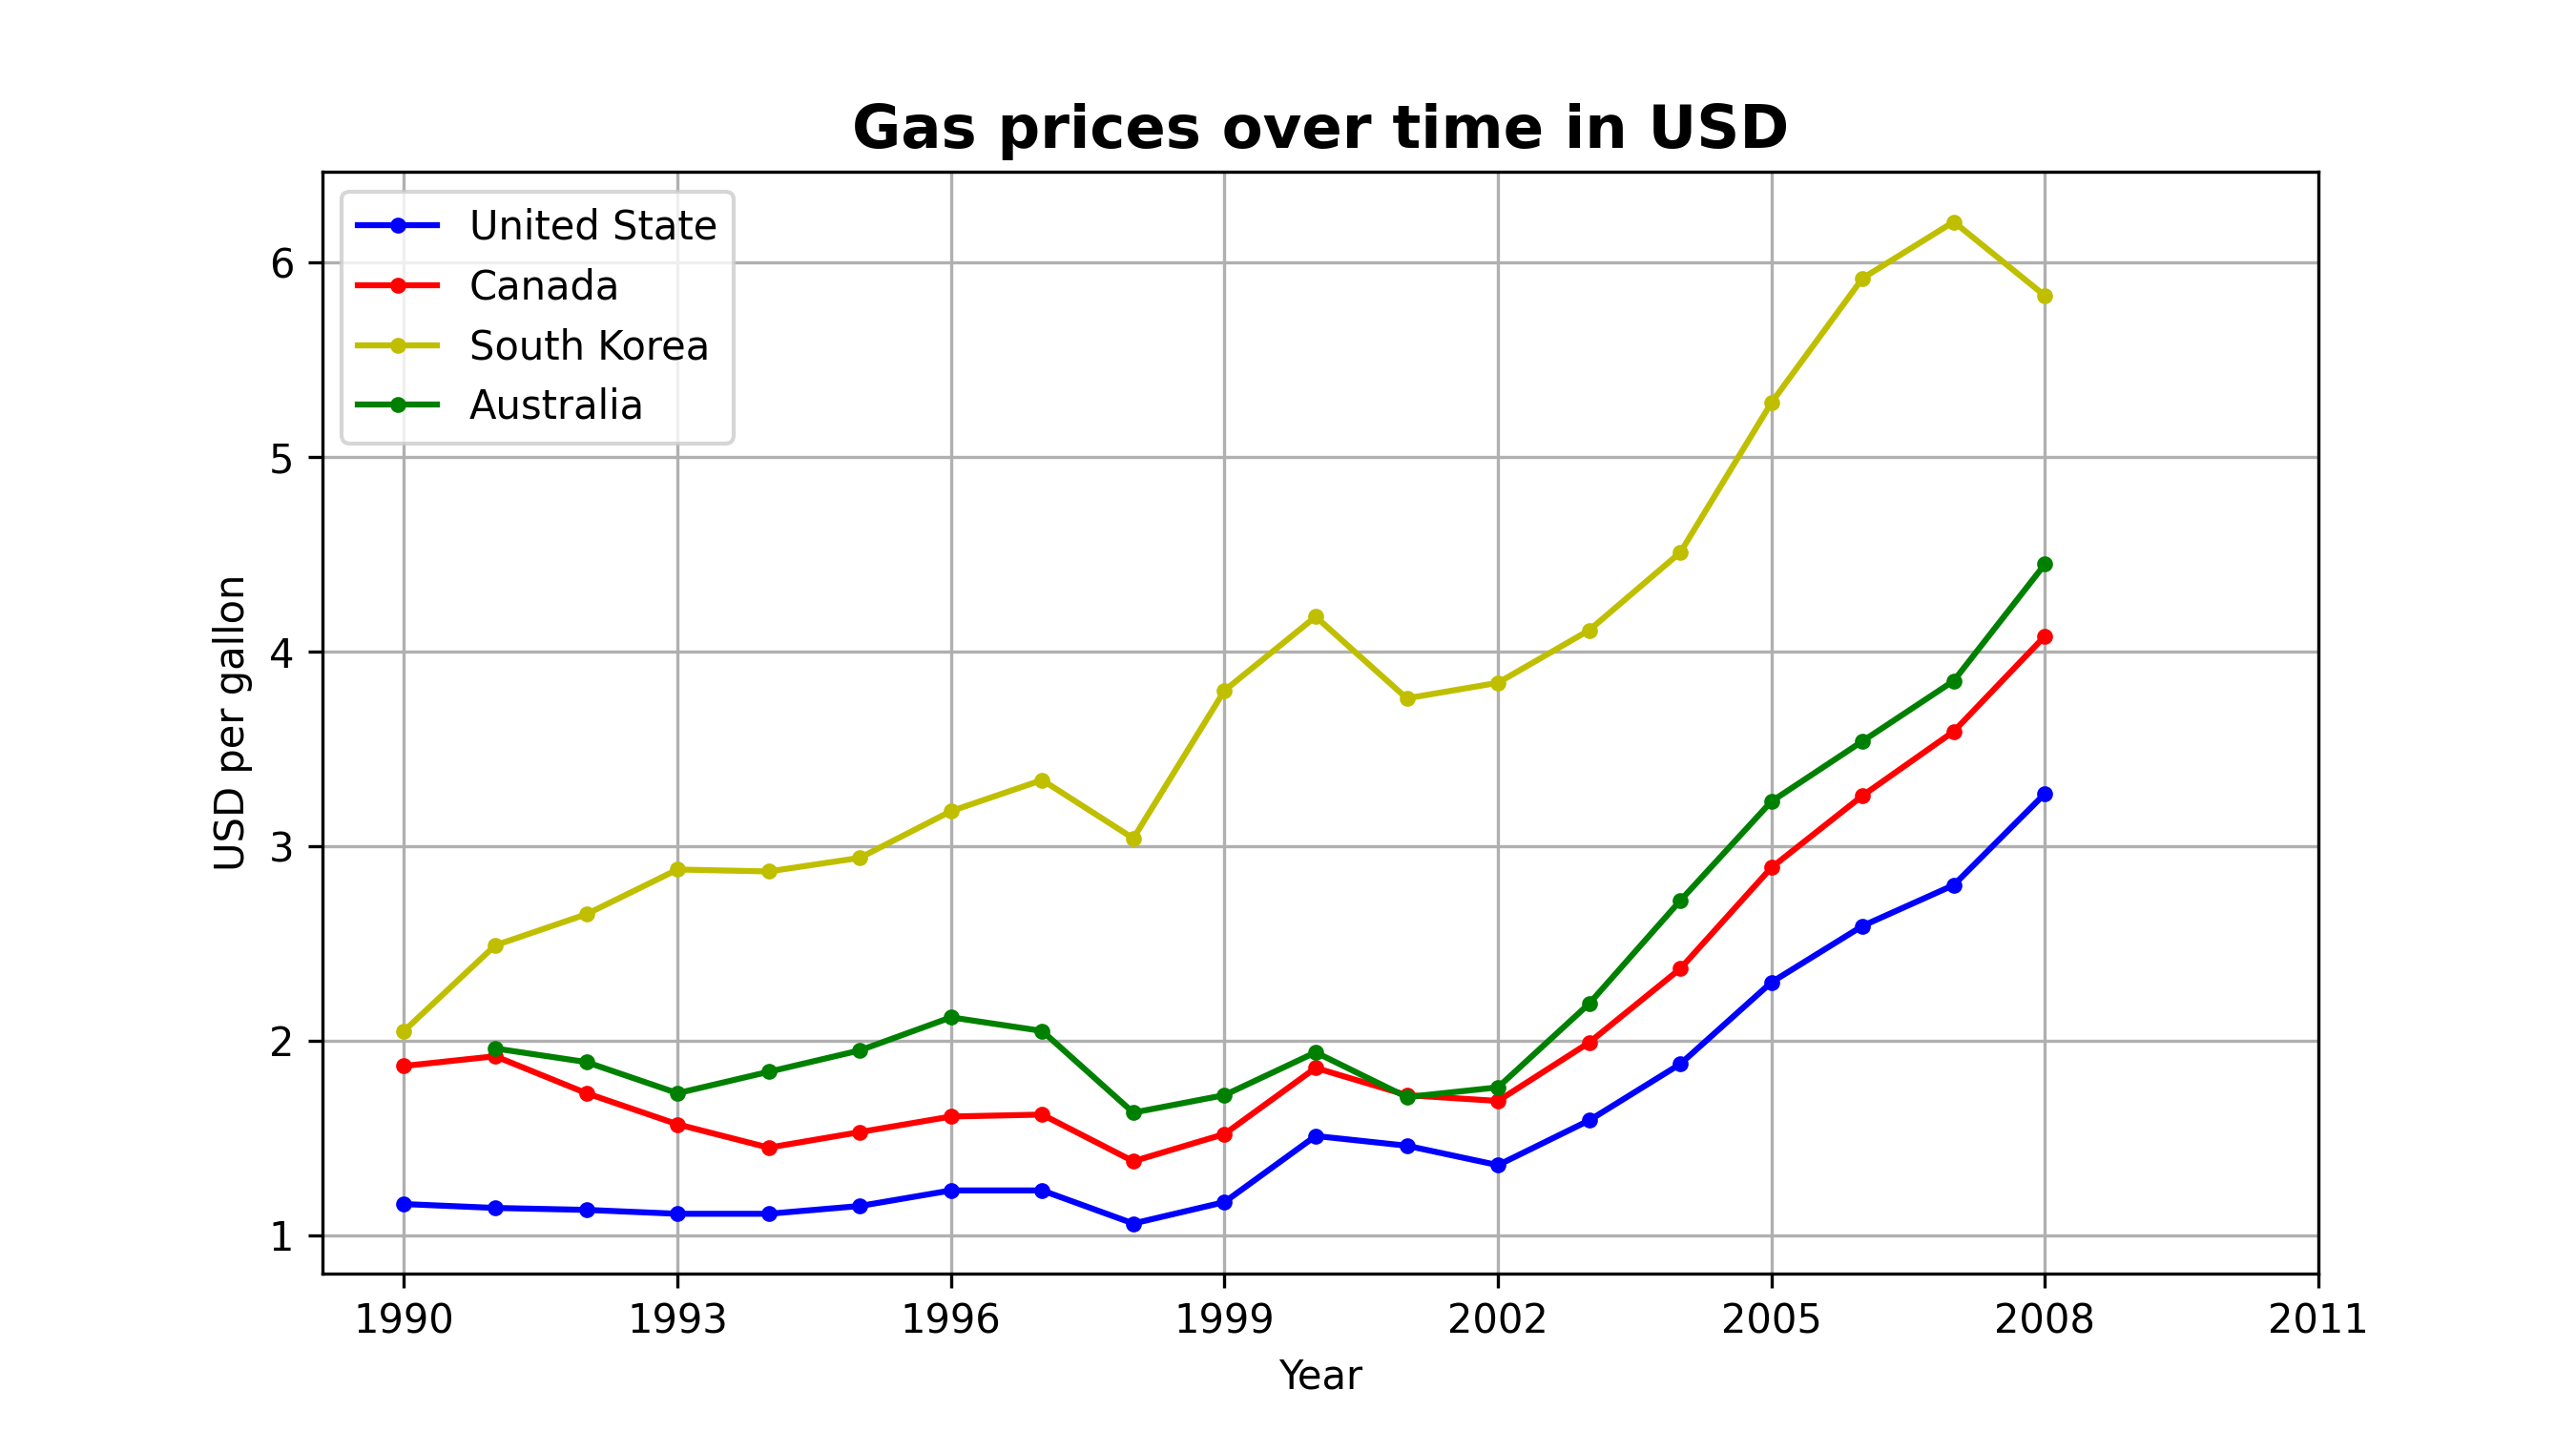 Gas prices over time in USD
United State
Canada
South Korea
Australia
USD per gallon
6
5
4
3
2
1
1990 1993 1996 1999 2002 2005 2008 2011
Year